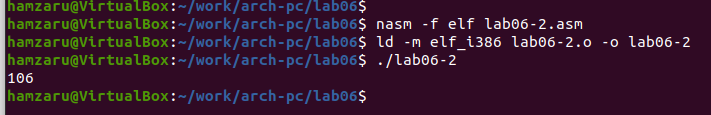 hamzaru@VirtualBox:~/work/arch-pc/lab06$
hamzaru@VirtualBox:~/work/arch-pc/lab06$ nasm -f elf lab06-2.asm
hamzaru@VirtualBox:~/work/arch-pc/lab06$ ld -m elf_i386 lab06-2.o -o lab06-2
hamzaru@VirtualBox:~/work/arch-pc/lab06$ ./lab06-2
106
hamzaru@VirtualBox:~/work/arch-pc/lab06$